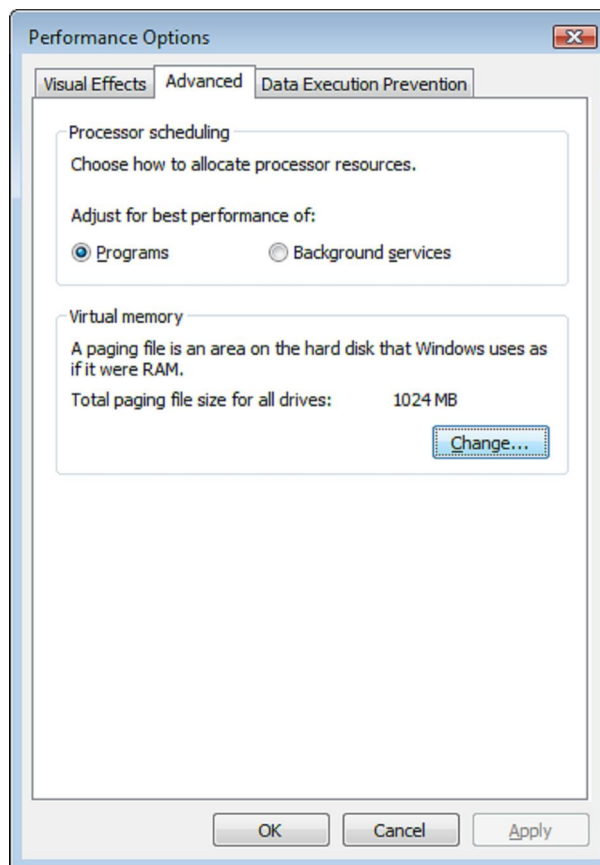 Performance Options
Visual Effects Advanced Data Execution Prevention
Processor scheduling
Choose how to allocate processor resources.
Adjust for best performance of:
Programs Background services
Virtual memory
A paging file is an area on the hard disk that Windows uses as
if it were RAM.
Total paging file size for all drives: 1024 MB
Change...
OK Cancel Apply